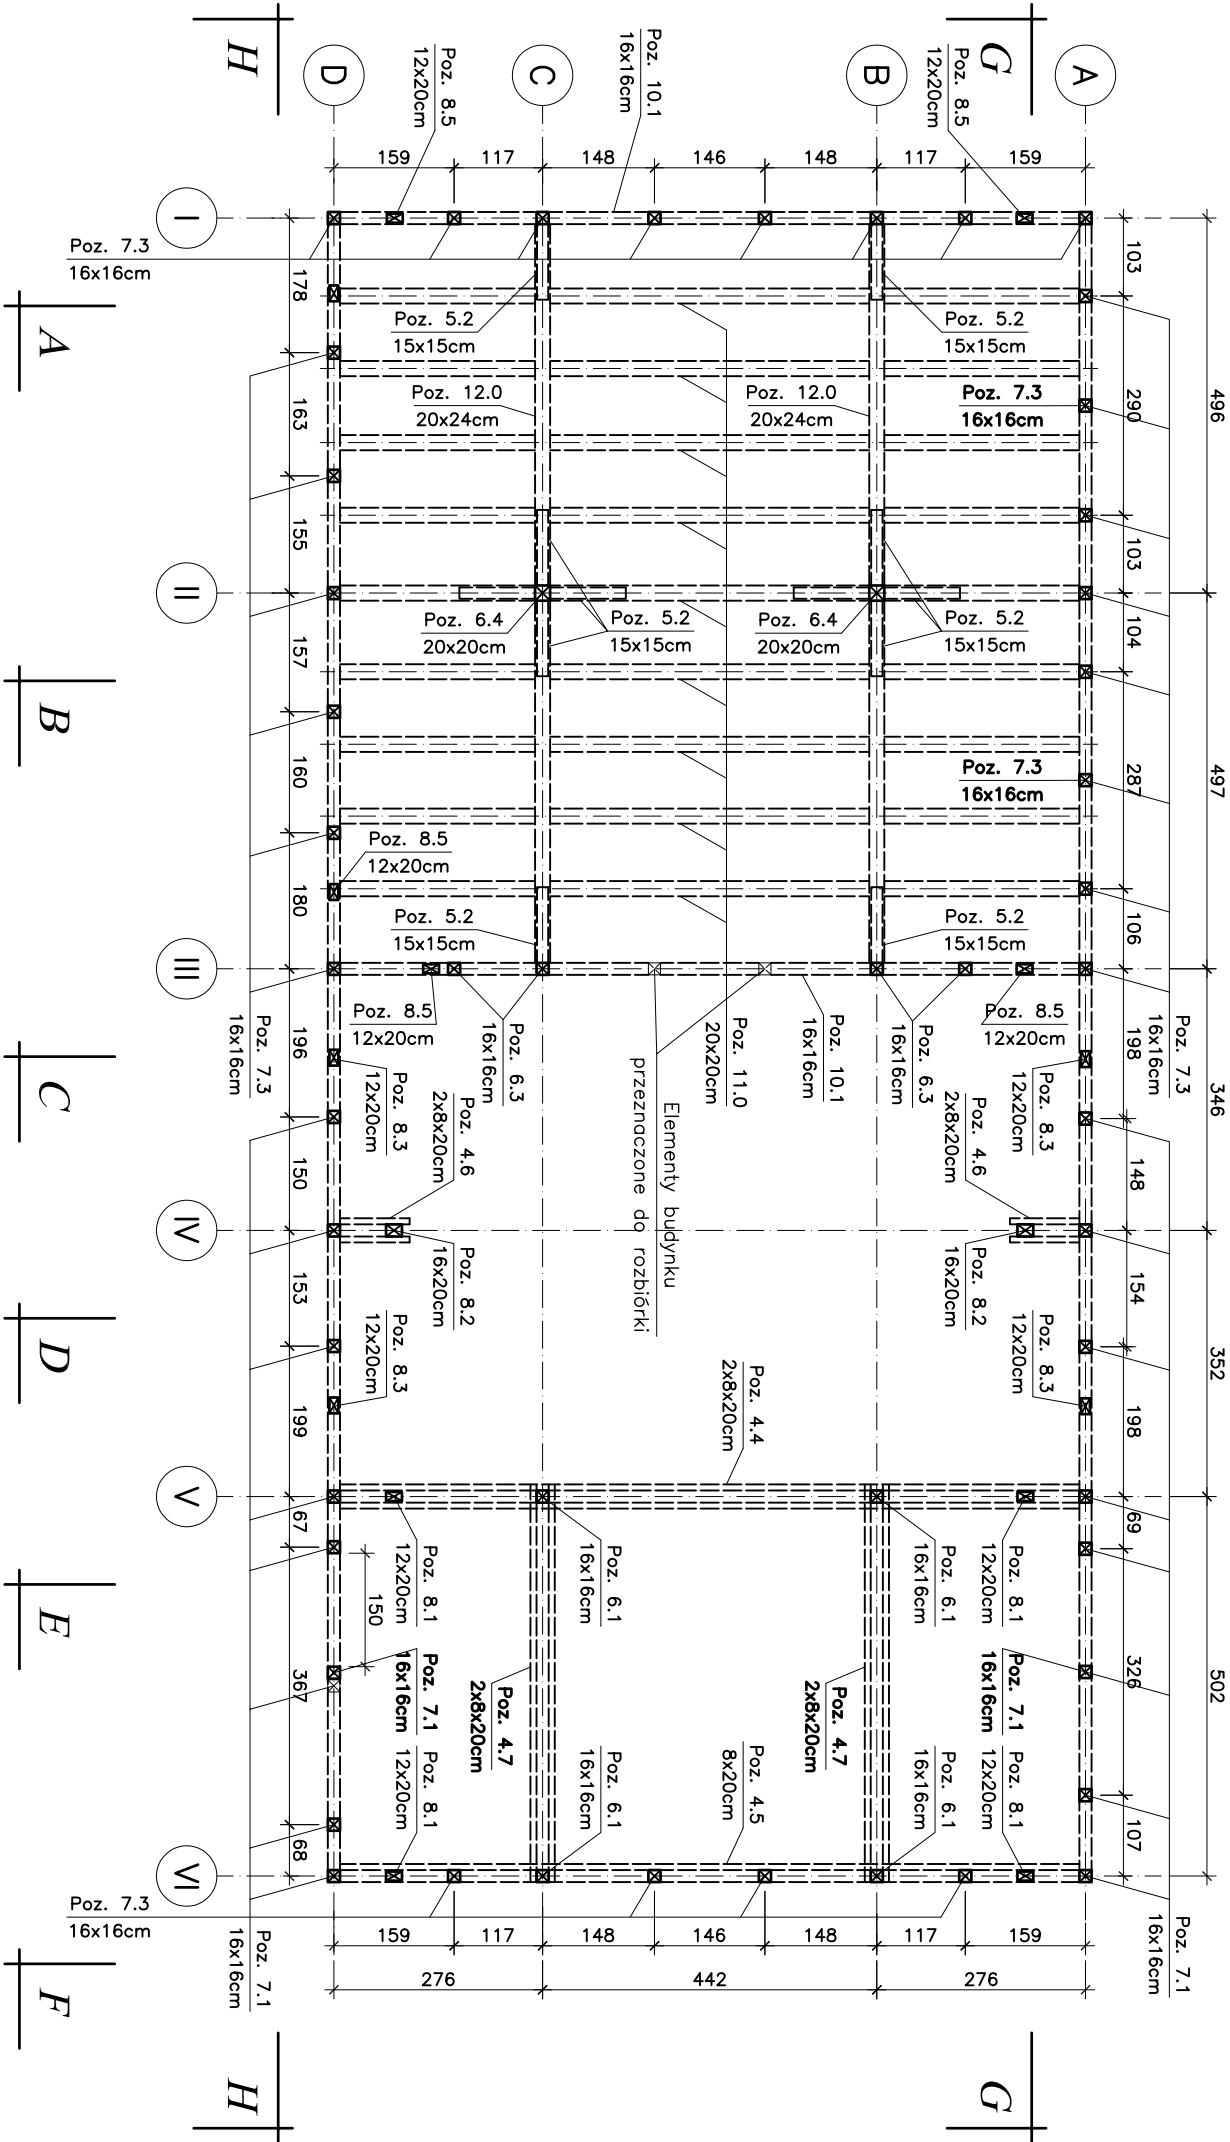 H
G
D
C
B
A
Poz. 8.5
12x20cm
Poz. 10.1
16x16cm
Poz. 8.5
12x20cm
159
117
148
146
148
117
159
I
Poz. 7.3
16x16cm
178
103
496
A
Poz. 5.2
15x15cm
Poz. 5.2
15x15cm
Poz. 12.0
20x24cm
Poz. 12.0
20x24cm
Poz. 7.3
16x16cm
290
163
155
103
II
Poz. 6.4
20x20cm
Poz. 5.2
15x15cm
Poz. 6.4
20x20cm
Poz. 5.2
15x15cm
157
104
B
160
Poz. 7.3
16x16cm
287
497
Poz. 8.5
12x20cm
180
Poz. 5.2
15x15cm
Poz. 5.2
15x15cm
106
III
Poz. 8.5
12x20cm
Poz. 8.5
12x20cm
Poz. 7.3
16x16cm
196
Poz. 6.3
16x16cm
Poz. 11.0
20x20cm
Poz. 10.1
16x16cm
Poz. 6.3
16x16cm
198
Poz. 7.3
16x16cm
346
C
Poz. 8.3
12x20cm
Poz. 4.6
2x8x20cm
Elementy budynku
przeznaczone do rozbiórki
Poz. 4.6
2x8x20cm
Poz. 8.3
12x20cm
150
148
IV
Poz. 8.2
16x20cm
Poz. 8.2
16x20cm
153
154
D
Poz. 8.3
12x20cm
Poz. 8.3
12x20cm
352
199
Poz. 4.4
2x8x20cm
198
V
67
69
Poz. 8.1
12x20cm
Poz. 6.1
16x16cm
Poz. 6.1
16x16cm
Poz. 8.1
12x20cm
E
150
367
Poz. 7.1
16x16cm
Poz. 4.7
2x8x20cm
Poz. 4.7
2x8x20cm
Poz. 7.1
16x16cm
326
502
Poz. 8.1
12x20cm
Poz. 6.1
16x16cm
Poz. 4.5
8x20cm
Poz. 6.1
16x16cm
Poz. 8.1
12x20cm
68
107
VI
Poz. 7.3
16x16cm
159
117
148
146
148
117
159
Poz. 7.1
16x16cm
Poz. 7.1
16x16cm
276
442
276
F
H
G